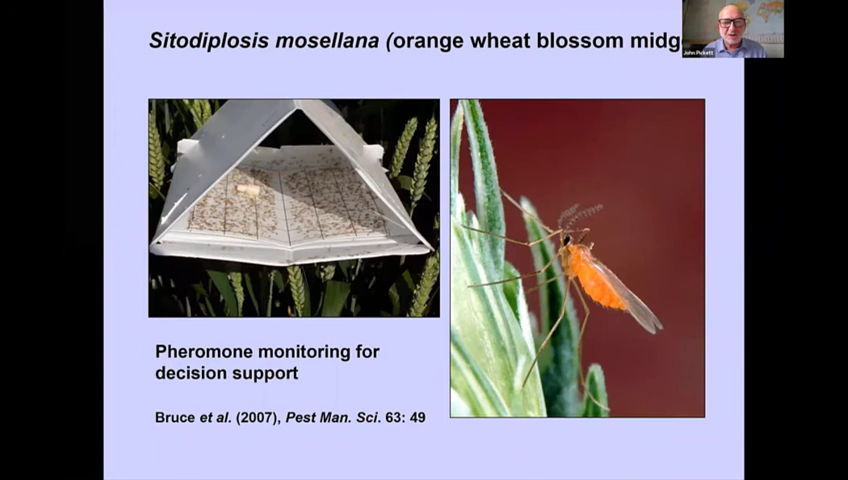 Sitodiplosis mosellana (orange wheat blossom midg
John Pickett
Pheromone monitoring for
decision support
Bruce et al. (2007), Pest Man. Sci. 63: 49